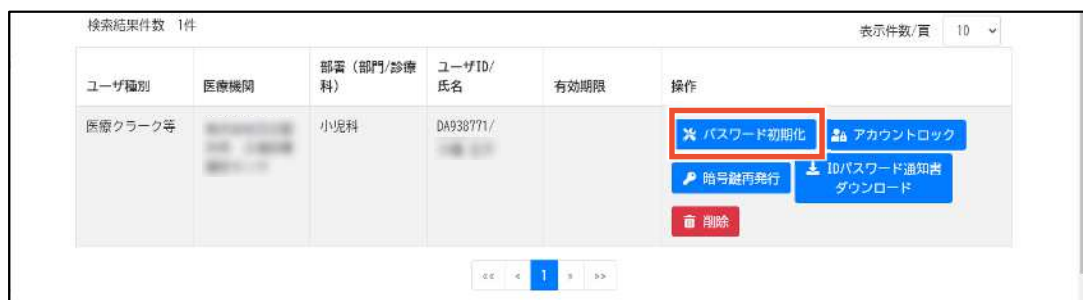 検索結果件数 1件
表示件数/頁 10
ユーザ種別
医療機関
部署（部門/診療
科）
ユーザID/
氏名
有効期限
操作
医療クラーク等
小児科
DA938771/
パスワード初期化
アカウントロック
暗号鍵再発行
IDパスワード通知書
ダウンロード
削除
<< < 1 > >>